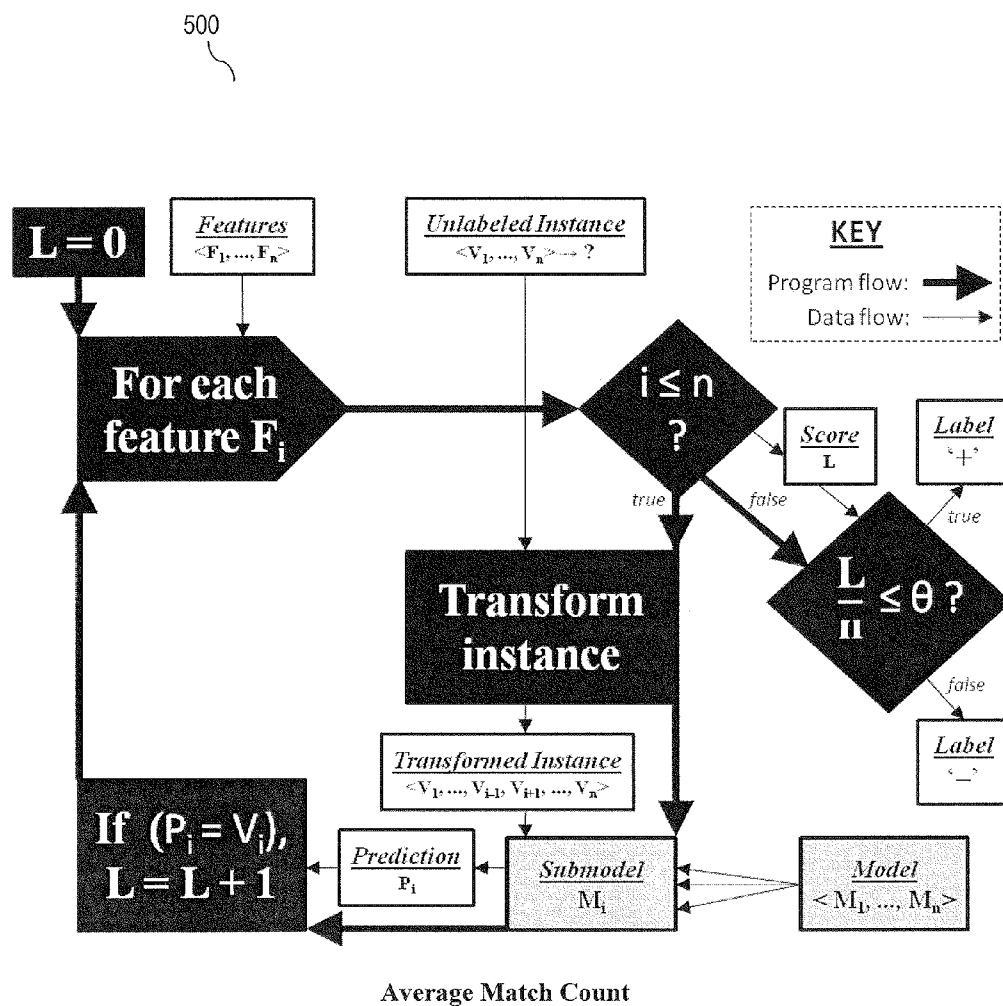 500
L = 0
Features
<F₁, ..., Fₙ>
Unlabeled Instance
<V₁, ..., Vₙ> → ?
KEY
Program flow:
Data flow:
For each
feature Fᵢ
i ≤ n
?
Score
L
Label
‘+’
true
false
true
L
n
≤ θ ?
false
Label
‘–’
Transform
instance
Transformed Instance
<V₁, ..., Vᵢ₋₁, Vᵢ₊₁, ..., Vₙ>
If (Pᵢ = Vᵢ),
L = L + 1
Prediction
Pᵢ
Submodel
Mᵢ
Model
< M₁, ..., Mₙ>
Average Match Count